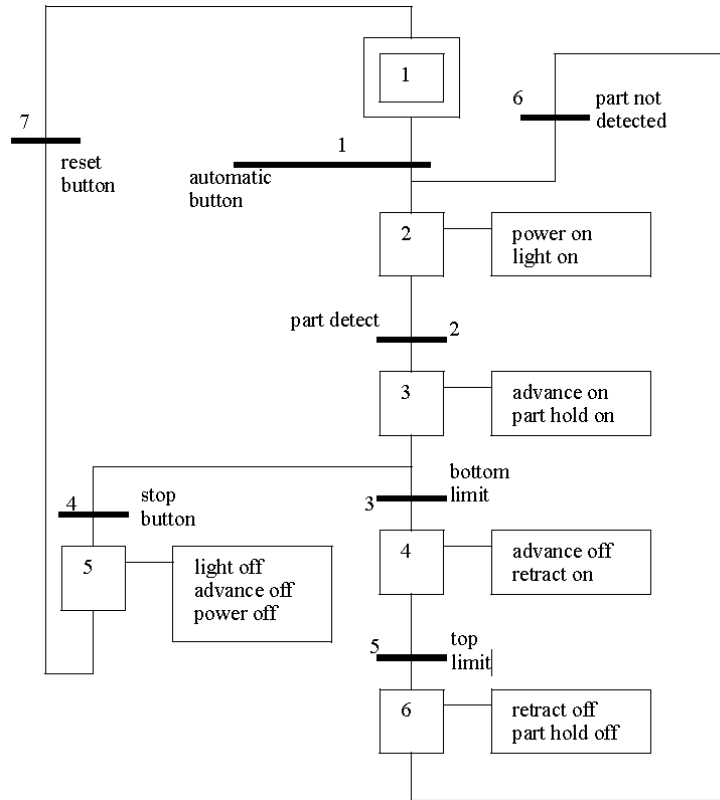 1
6
part not
detected
7
reset
button
1
automatic
button
2
power on
light on
part detect
2
3
advance on
part hold on
4
stop
button
3
bottom
limit
5
light off
advance off
power off
4
advance off
retract on
5
top
limit
6
retract off
part hold off